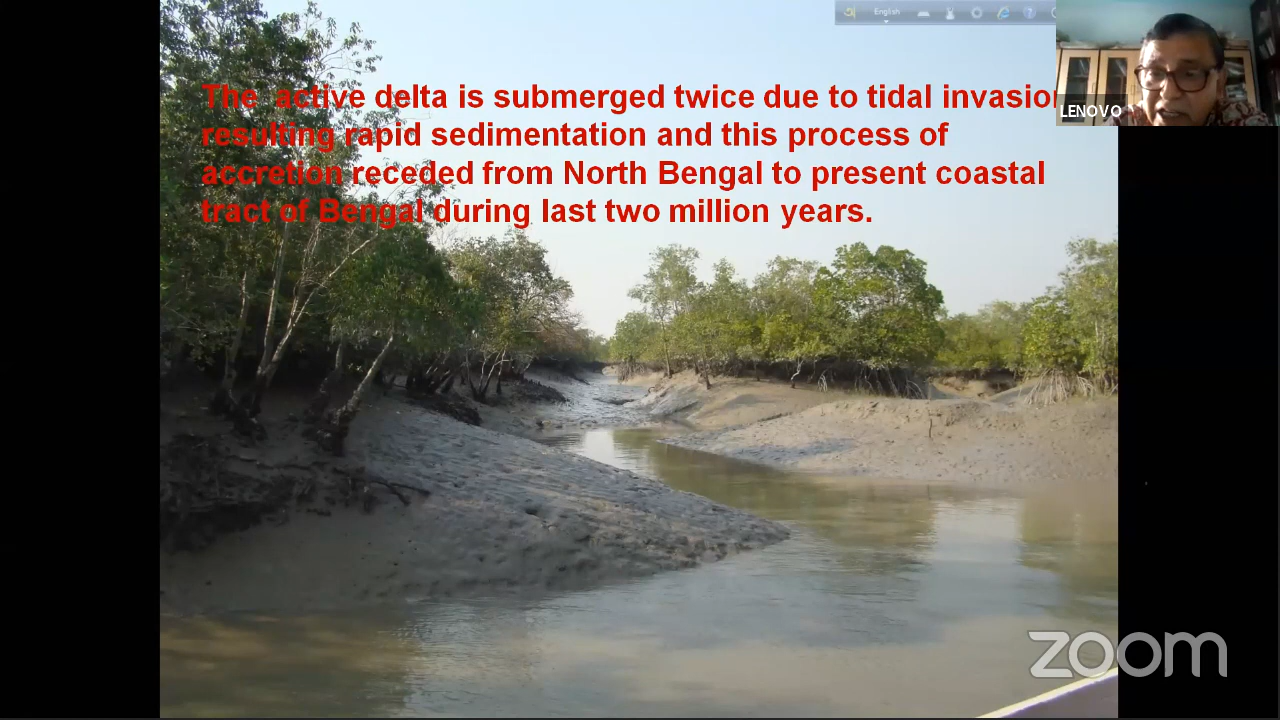 English
LENOVO
The active delta is submerged twice due to tidal invasion
resulting rapid sedimentation and this process of
accretion receded from North Bengal to present coastal
tract of Bengal during last two million years.
zoom